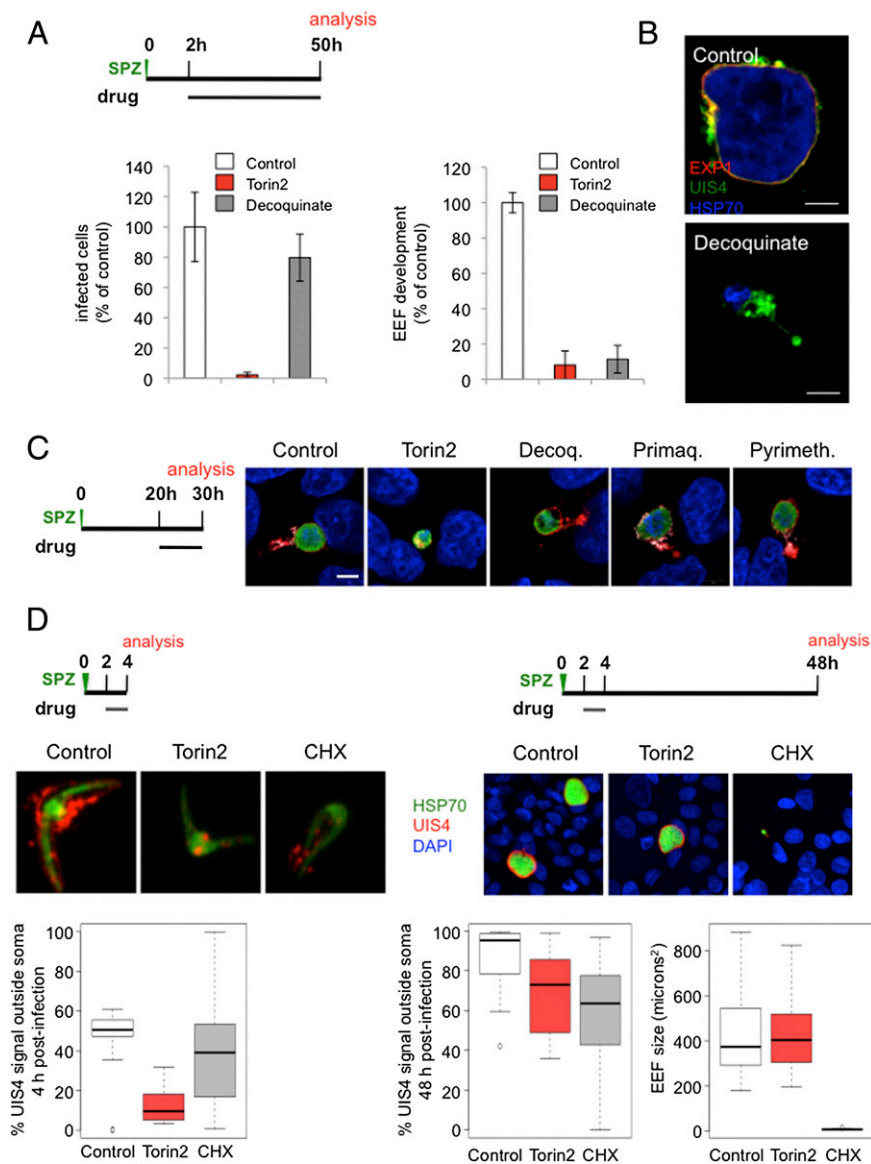 A
analysis
0 2h 50h
SPZ
drug
infected cells
(% of control)
140
120
100
80
60
40
20
0
Control
Torin2
Decoquinate
EEF development
(% of control)
120
100
80
60
40
20
0
Control
Torin2
Decoquinate
B
Control
EXP1
UIS4
HSP70
Decoquinate
C
analysis
0 20h 30h
SPZ
drug
Control Torin2 Decoq. Primaq. Pyrimeth.
D
analysis
0 2 4
SPZ
drug
Control Torin2 CHX
% UIS4 signal outside soma
4 h post-infection
100
80
60
40
20
0
Control Torin2 CHX
analysis
0 2 4 48h
SPZ
drug
Control Torin2 CHX
HSP70
UIS4
DAPI
% UIS4 signal outside soma
48 h post-infection
100
80
60
40
20
0
Control Torin2 CHX
EEF size (microns²)
800
600
400
200
0
Control Torin2 CHX